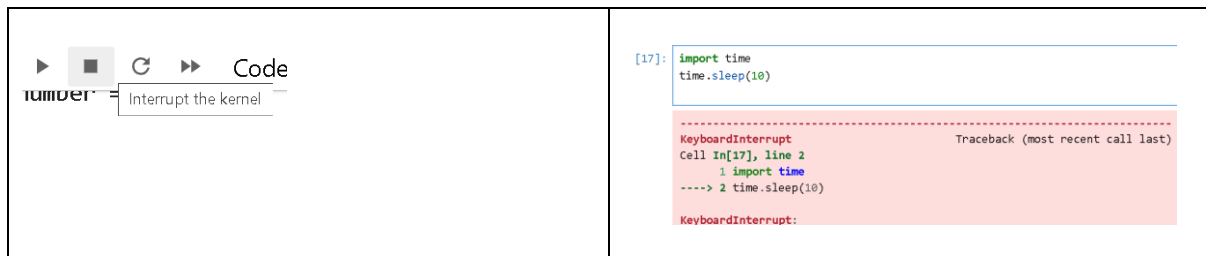 Code
number =
Interrupt the kernel
[17]: import time
time.sleep(10)
---------------------------------------------------------------------------
KeyboardInterrupt Traceback (most recent call last)
Cell In[17], line 2
1 import time
----> 2 time.sleep(10)
KeyboardInterrupt: